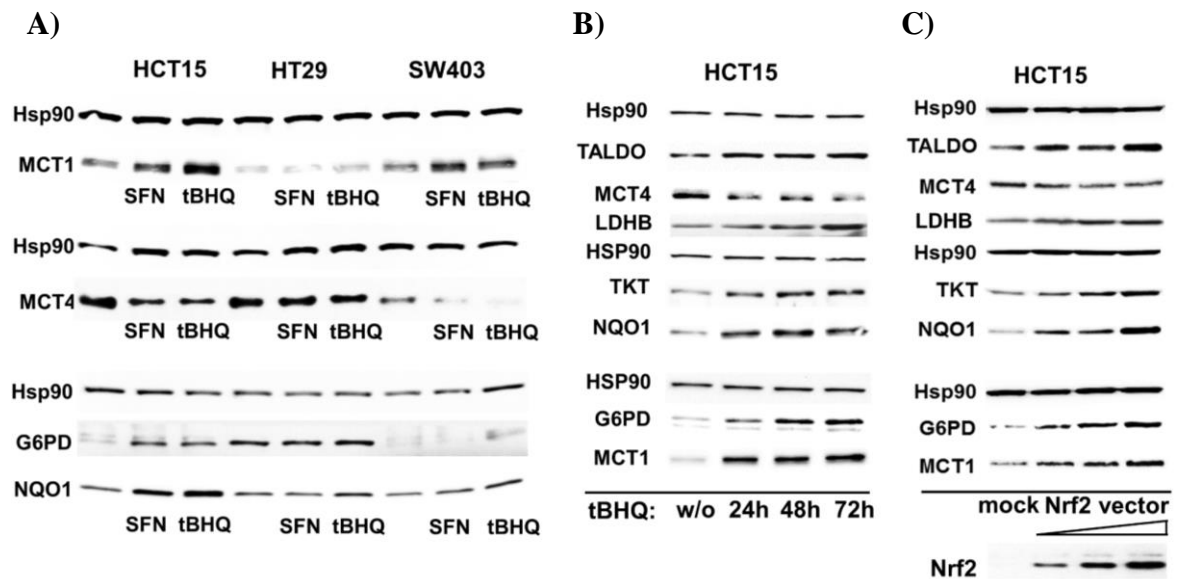 A)
HCT15 HT29 SW403
Hsp90
MCT1
SFN tBHQ SFN tBHQ SFN tBHQ
Hsp90
MCT4
SFN tBHQ SFN tBHQ SFN tBHQ
Hsp90
G6PD
NQO1
SFN tBHQ SFN tBHQ SFN tBHQ
B)
HCT15
Hsp90
TALDO
MCT4
LDHB
HSP90
TKT
NQO1
HSP90
G6PD
MCT1
tBHQ: w/o 24h 48h 72h
C)
HCT15
Hsp90
TALDO
MCT4
LDHB
Hsp90
TKT
NQO1
Hsp90
G6PD
MCT1
mock Nrf2 vector
Nrf2